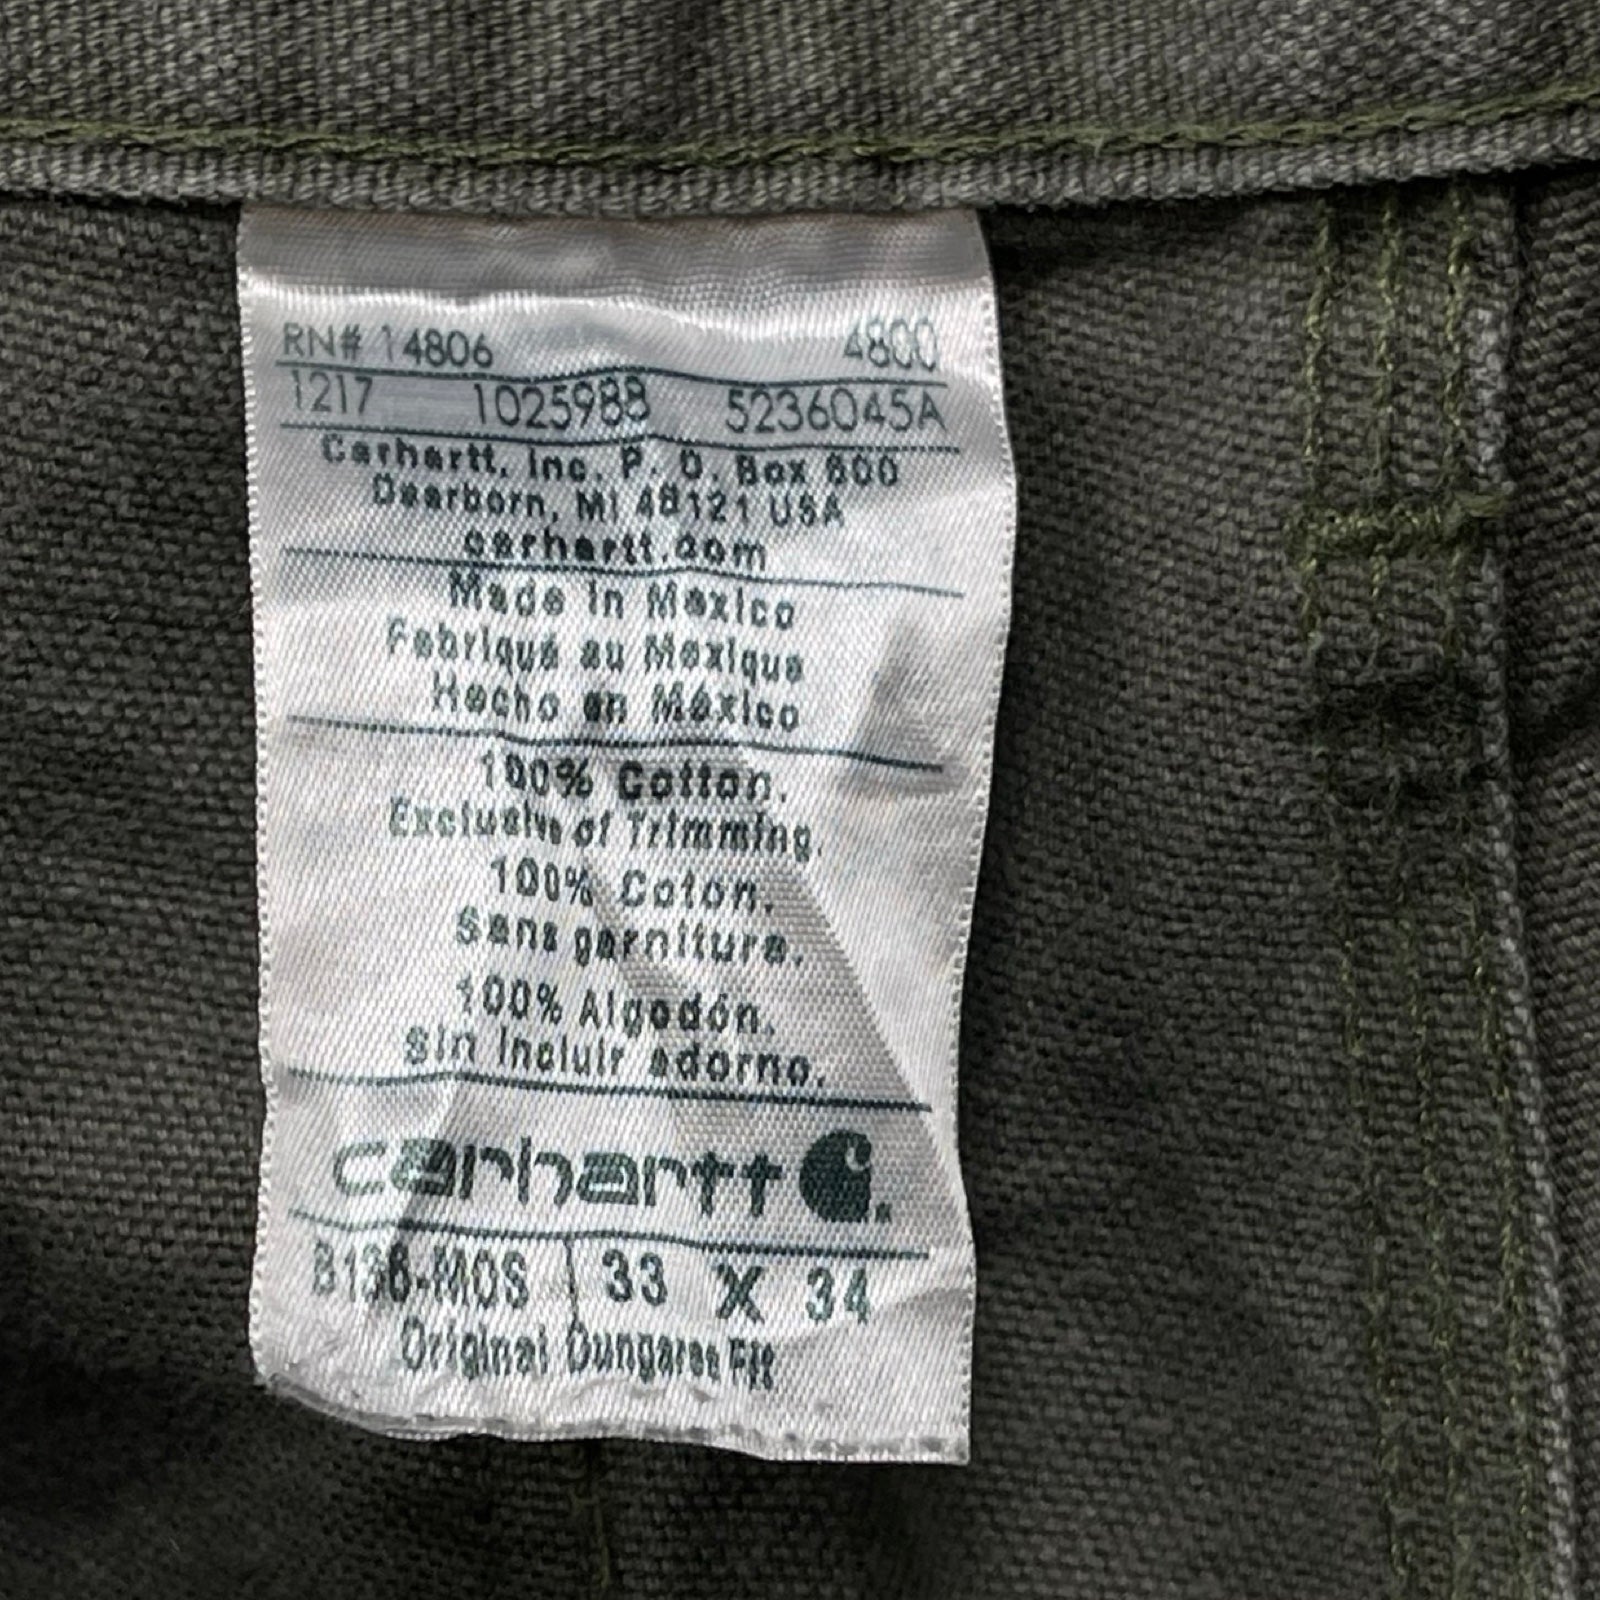 RN# 14806 4800
1217 1025988 5236045A
Carhartt, Inc. P. O. Box 600
Dearborn, MI 48121 USA
carhartt.com
Made in Mexico
Fabriqué au Mexique
Hecho en México
100% Cotton.
Exclusive of Trimming.
100% Coton.
sans garniture.
100% Algodón.
sin incluir adorno.
carhartt
B136-MOS 33 X 34
Original Dungaree Fit